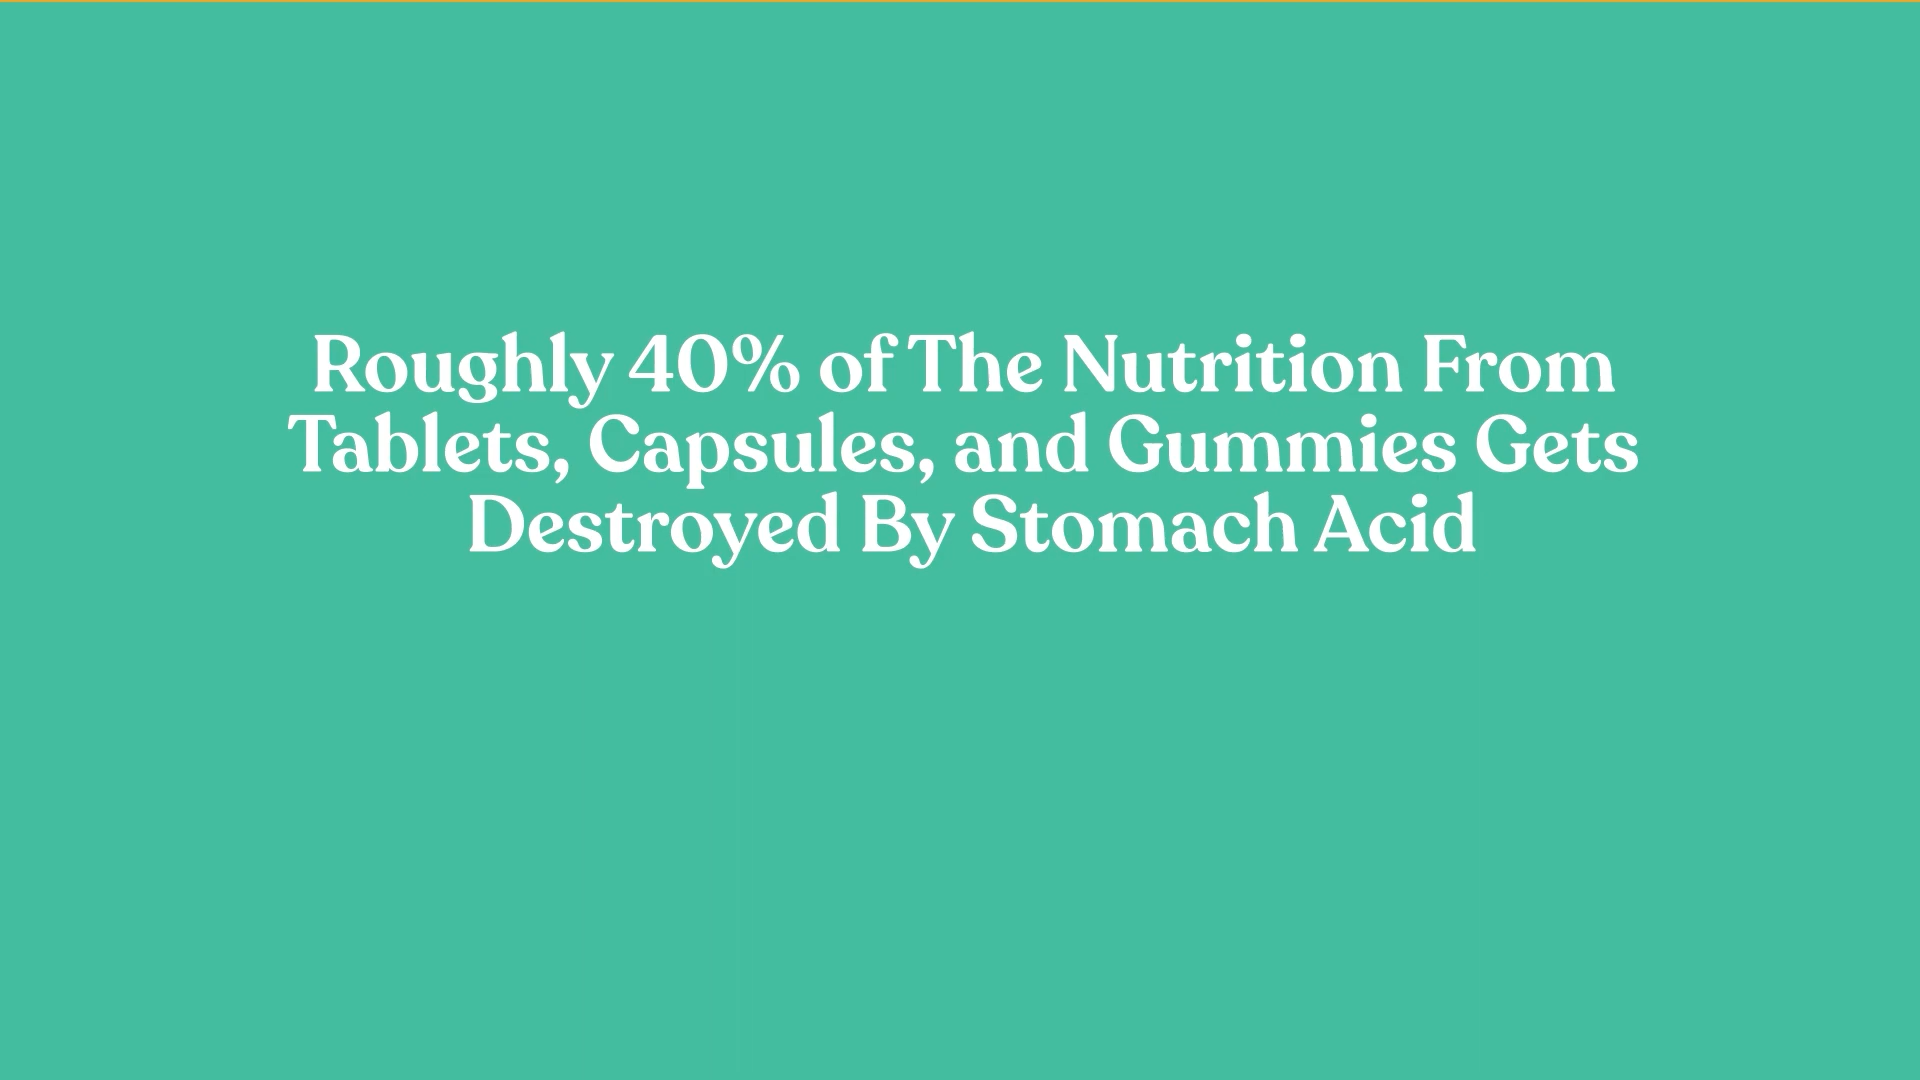 Roughly 40% of The Nutrition From
Tablets, Capsules, and Gummies Gets
Destroyed By Stomach Acid